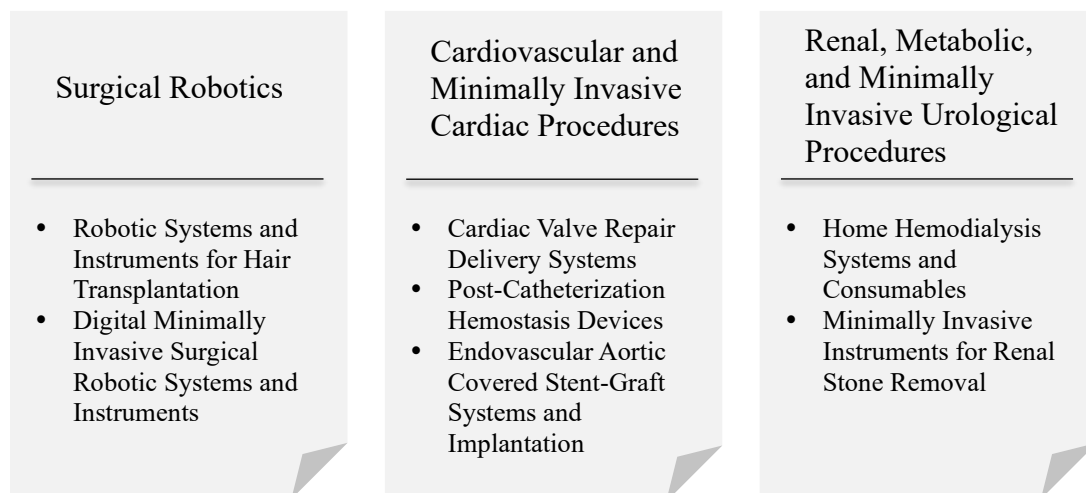 Surgical Robotics
• Robotic Systems and
Instruments for Hair
Transplantation
• Digital Minimally
Invasive Surgical
Robotic Systems and
Instruments
Cardiovascular and
Minimally Invasive
Cardiac Procedures
• Cardiac Valve Repair
Delivery Systems
• Post-Catheterization
Hemostasis Devices
• Endovascular Aortic
Covered Stent-Graft
Systems and
Implantation
Renal, Metabolic,
and Minimally
Invasive Urological
Procedures
• Home Hemodialysis
Systems and
Consumables
• Minimally Invasive
Instruments for Renal
Stone Removal